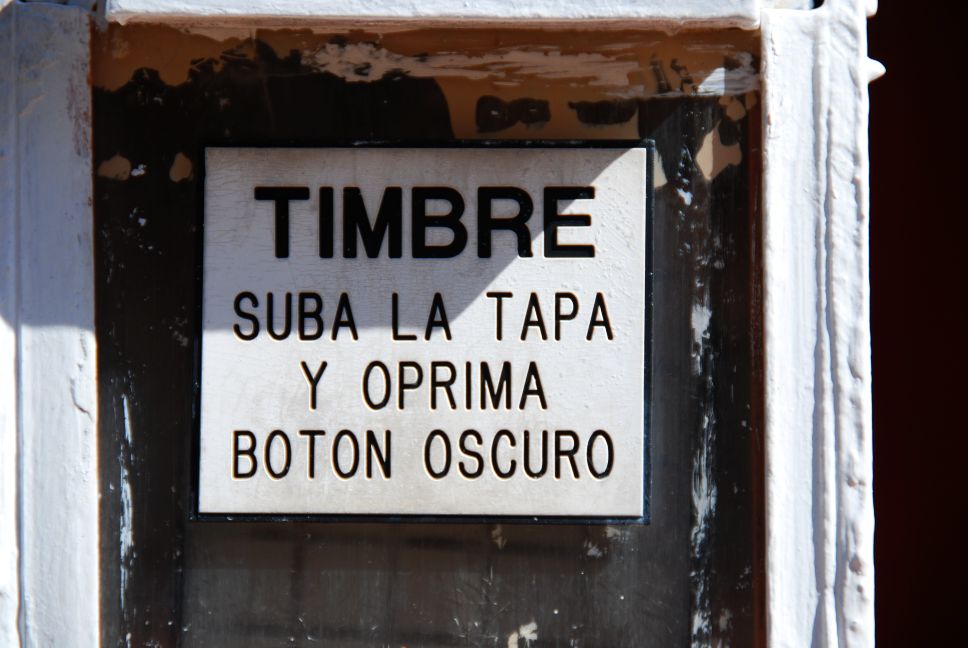 TIMBRE
SUBA LA TAPA
Y OPRIMA
BOTON OSCURO